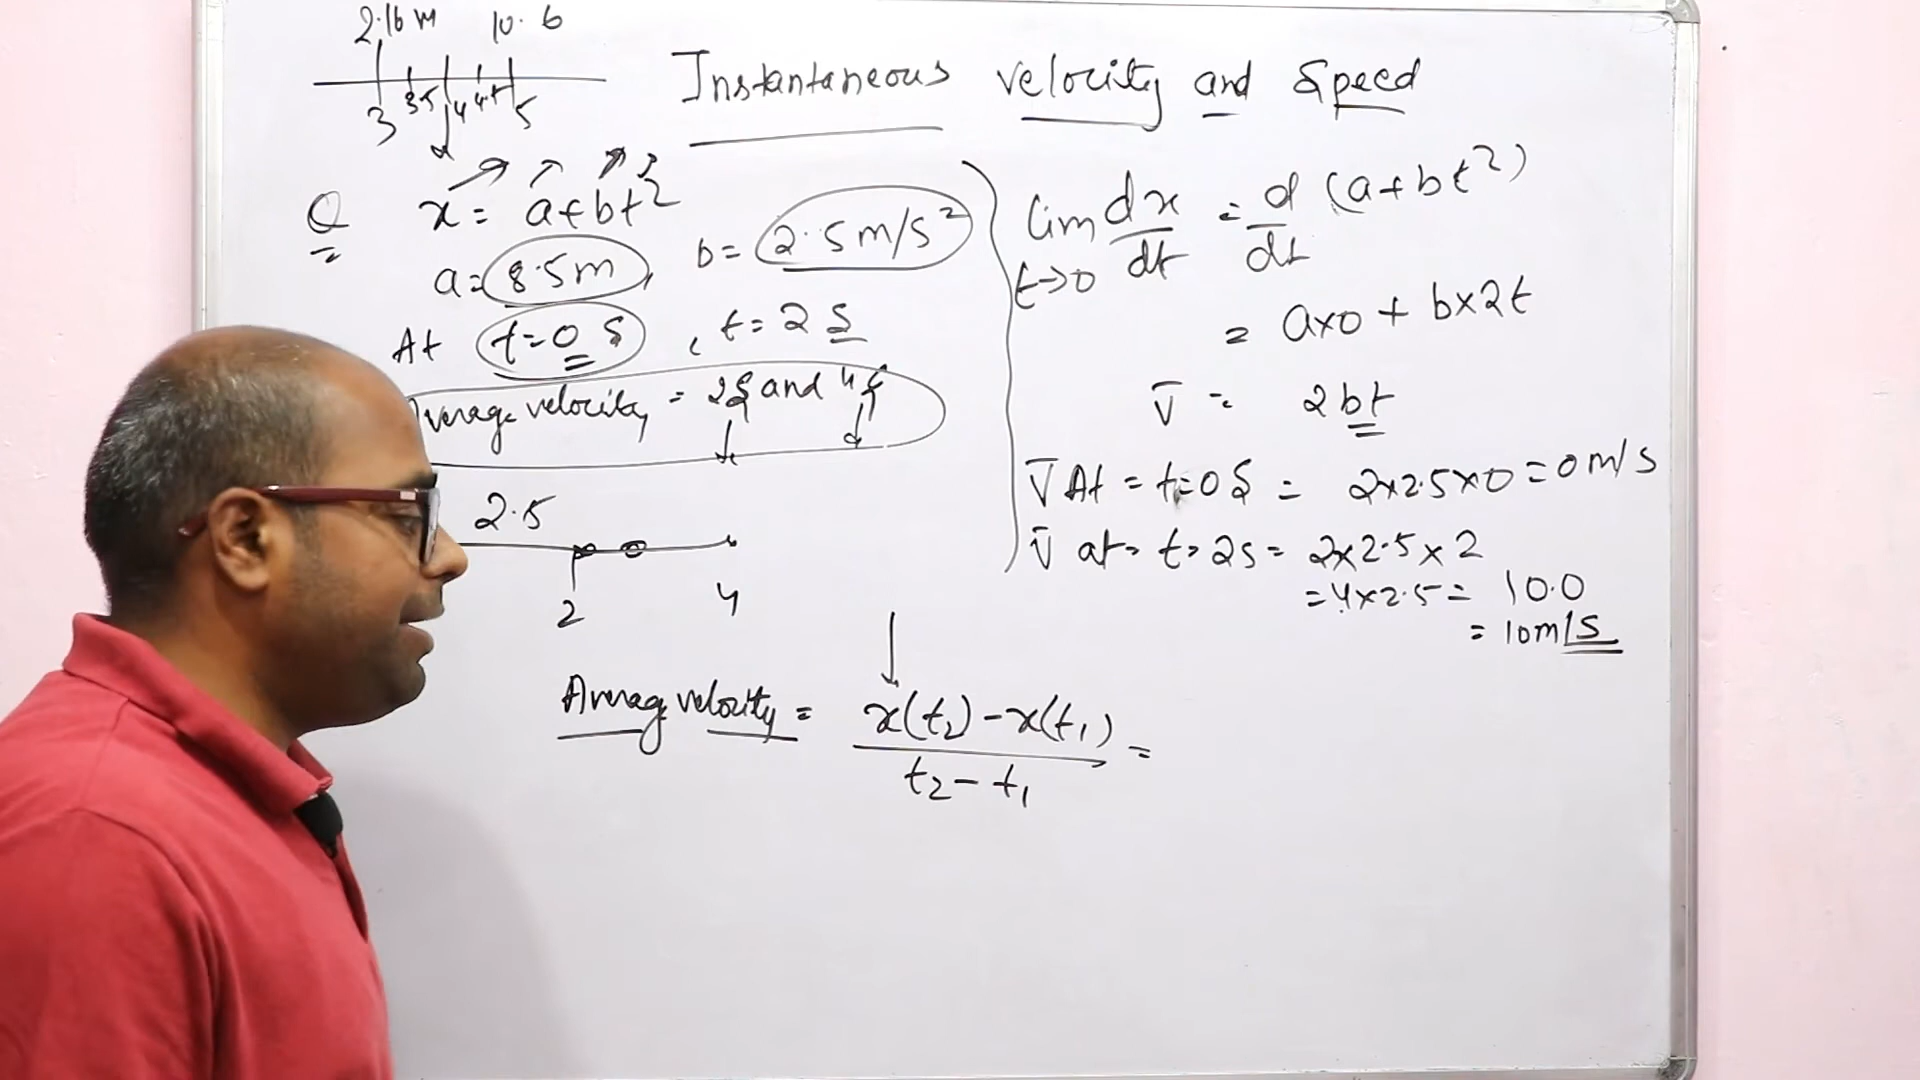 2.16 m 10.6
3 3.5 4 4.5 5
Instantaneous velocity and Speed
Q x = a+bt²
a = 8.5m, b = 2.5 m/s²
At t=0 S, t = 2 S
Average velocity = 2S and 4S
2.5
2 4
lim t→0 dx/dt = d/dt (a+bt²)
= a×0 + b×2t
V̅ = 2bt
V̅ At = t=0 S = 2×2.5×0 = 0 m/s
V̅ at = t = 2s = 2×2.5×2
= 4×2.5 = 10.0
= 10m/S
Average velocity = x(t₂) - x(t₁) / t₂ - t₁ =